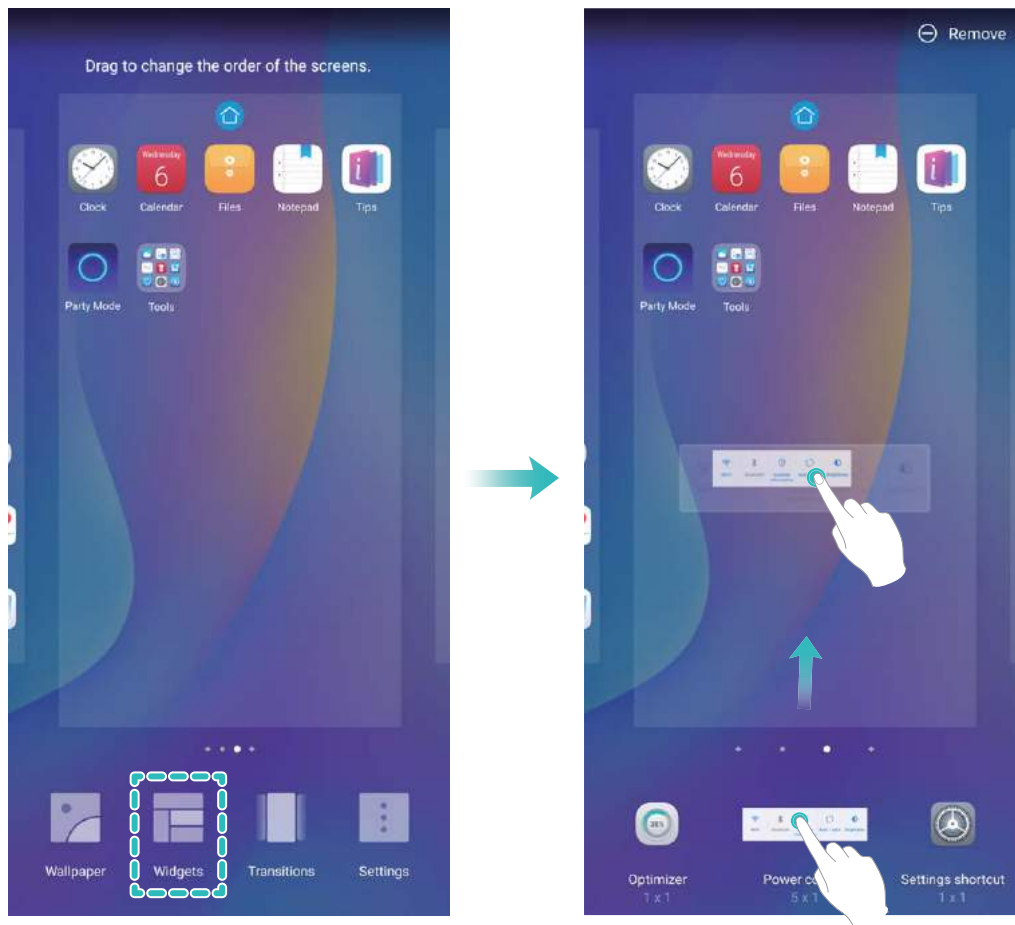 Drag to change the order of the screens.
Wednesday
6
Clock
Calendar
Files
Notepad
Tips
Party Mode
Tools
Wallpaper
Widgets
Transitions
Settings
Remove
Wednesday
6
Clock
Calendar
Files
Notepad
Tips
Party Mode
Tools
Optimizer
1 x 1
Power co
5 x 1
Settings shortcut
1 x 1